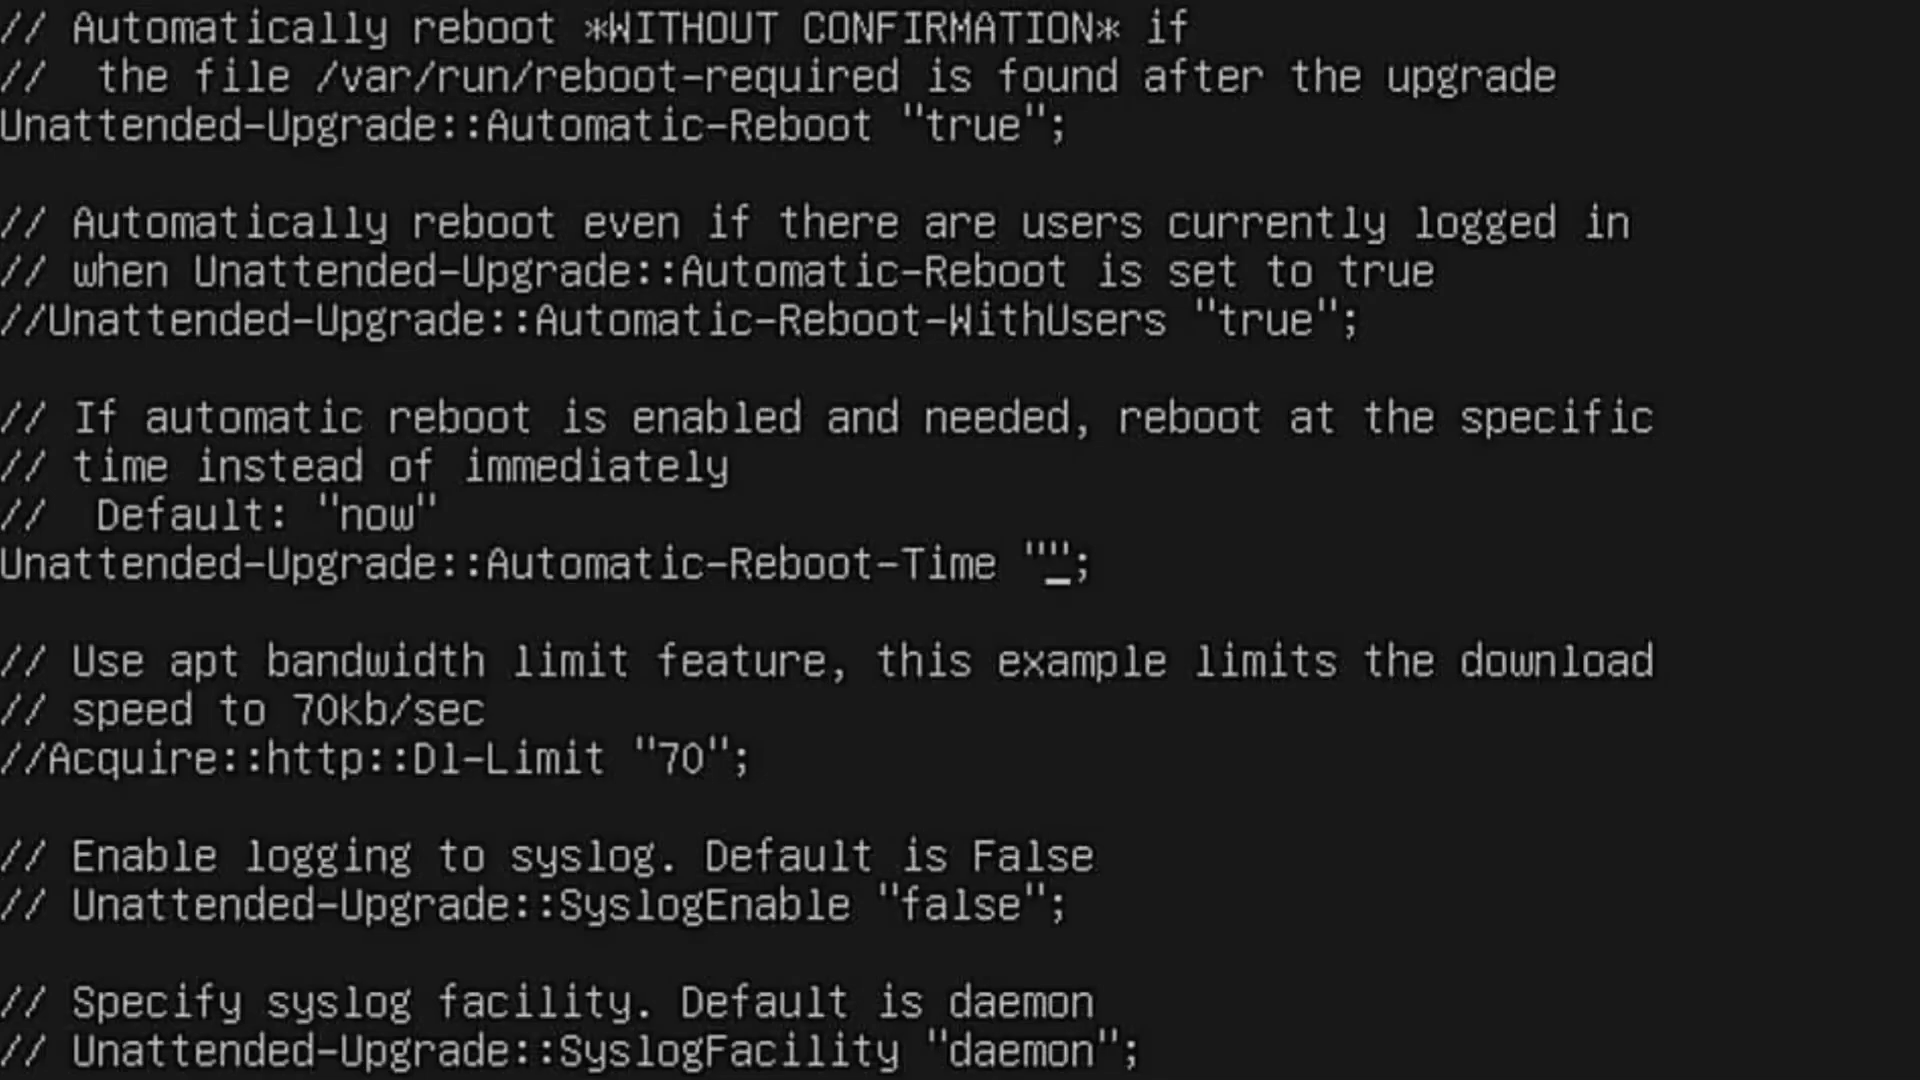 // Automatically reboot *WITHOUT CONFIRMATION* if
//  the file /var/run/reboot-required is found after the upgrade
Unattended-Upgrade::Automatic-Reboot "true";
// Automatically reboot even if there are users currently logged in
// when Unattended-Upgrade::Automatic-Reboot is set to true
//Unattended-Upgrade::Automatic-Reboot-WithUsers "true";
// If automatic reboot is enabled and needed, reboot at the specific
// time instead of immediately
//  Default: "now"
Unattended-Upgrade::Automatic-Reboot-Time "";
// Use apt bandwidth limit feature, this example limits the download
// speed to 70kb/sec
//Acquire::http::Dl-Limit "70";
// Enable logging to syslog. Default is False
// Unattended-Upgrade::SyslogEnable "false";
// Specify syslog facility. Default is daemon
// Unattended-Upgrade::SyslogFacility "daemon";